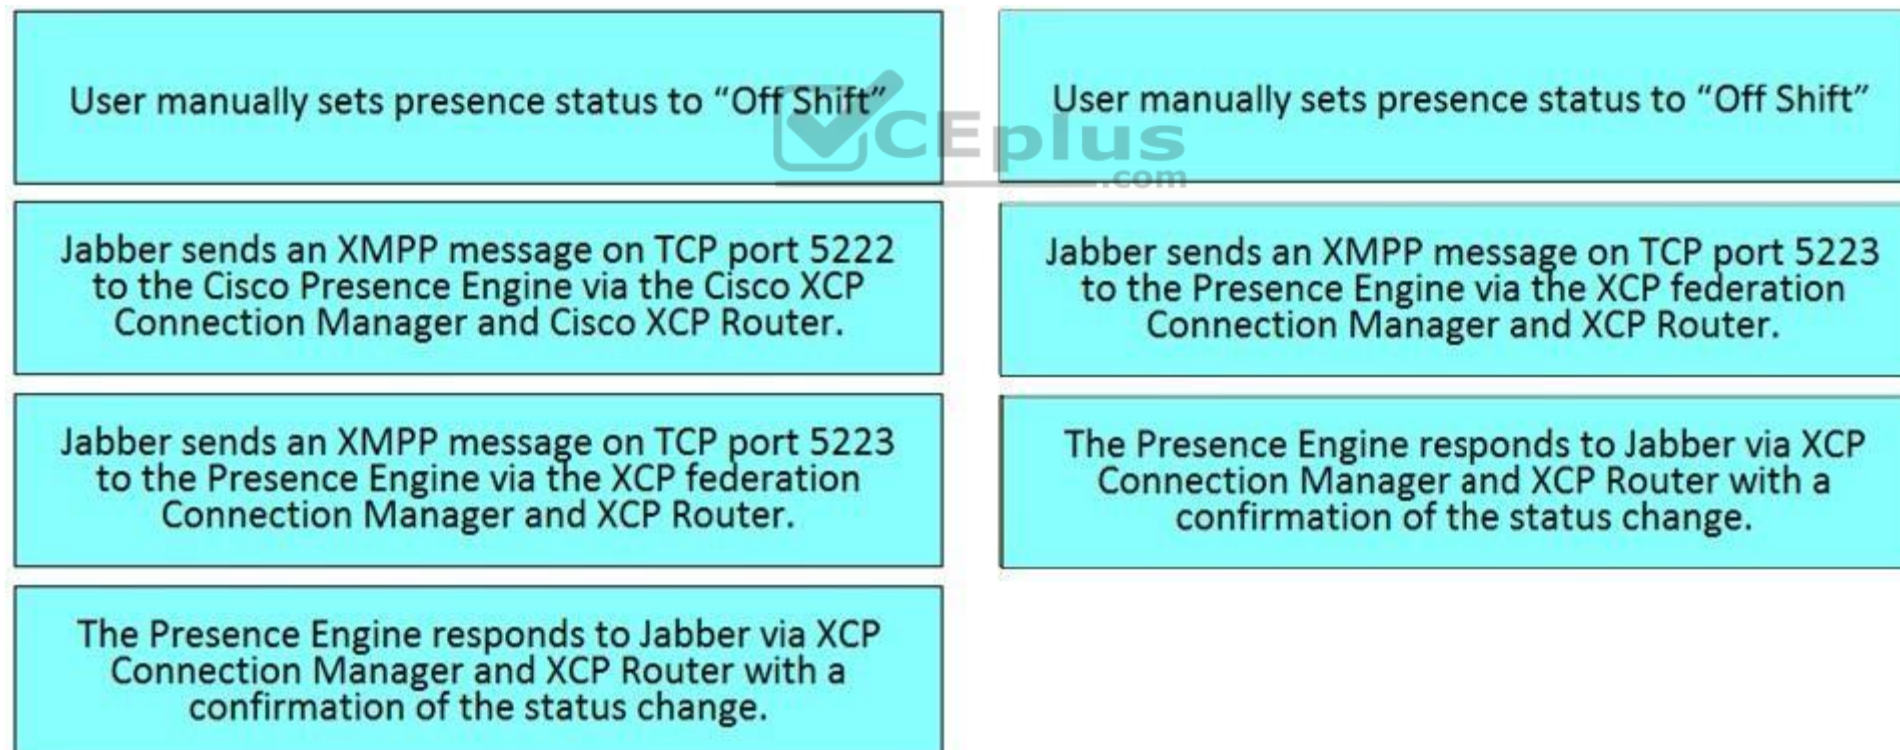 User manually sets presence status to “Off Shift”
Jabber sends an XMPP message on TCP port 5222
to the Cisco Presence Engine via the Cisco XCP
Connection Manager and Cisco XCP Router.
Jabber sends an XMPP message on TCP port 5223
to the Presence Engine via the XCP federation
Connection Manager and XCP Router.
The Presence Engine responds to Jabber via XCP
Connection Manager and XCP Router with a
confirmation of the status change.
User manually sets presence status to “Off Shift”
Jabber sends an XMPP message on TCP port 5223
to the Presence Engine via the XCP federation
Connection Manager and XCP Router.
The Presence Engine responds to Jabber via XCP
Connection Manager and XCP Router with a
confirmation of the status change.
CEplus
.com